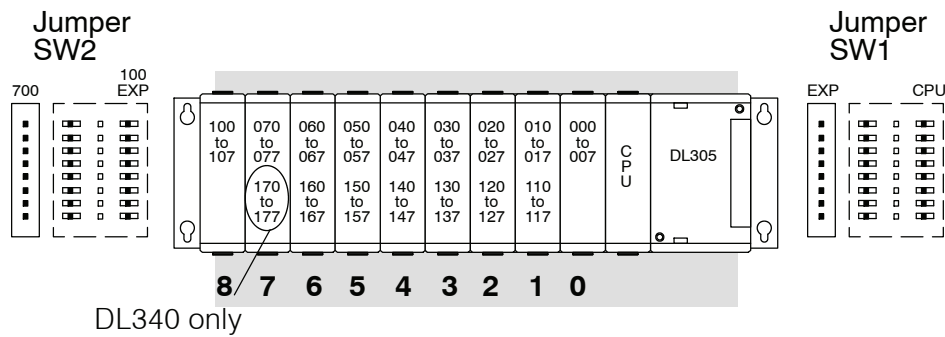 Jumper
SW2
Jumper
SW1
100
700 EXP
EXP CPU
100 070 060 050 040 030 020 010 000
to to to to to to to to to
107 077 067 057 047 037 027 017 007
CPU
DL305
170 160 150 140 130 120 110
to to to to to to to
177 167 157 147 137 127 117
8 7 6 5 4 3 2 1 0
DL340 only